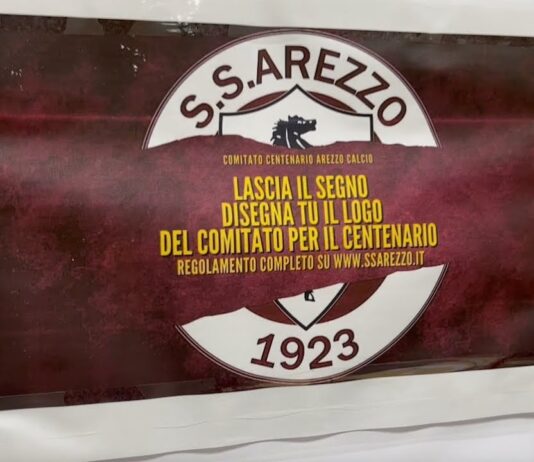 S.S.AREZZO
COMITATO CENTENARIO AREZZO CALCIO
LASCIA IL SEGNO
DISEGNA TU IL LOGO
DEL COMITATO PER IL CENTENARIO
REGOLAMENTO COMPLETO SU WWW.SSAREZZO.IT
1923